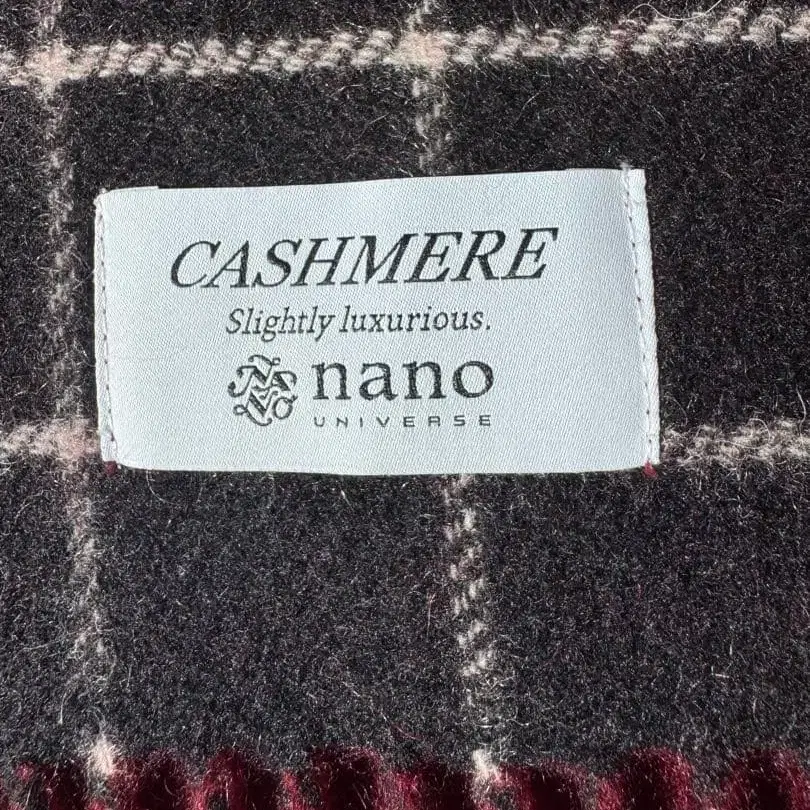 CASHMERE
Slightly luxurious.
nano
UNIVERSE